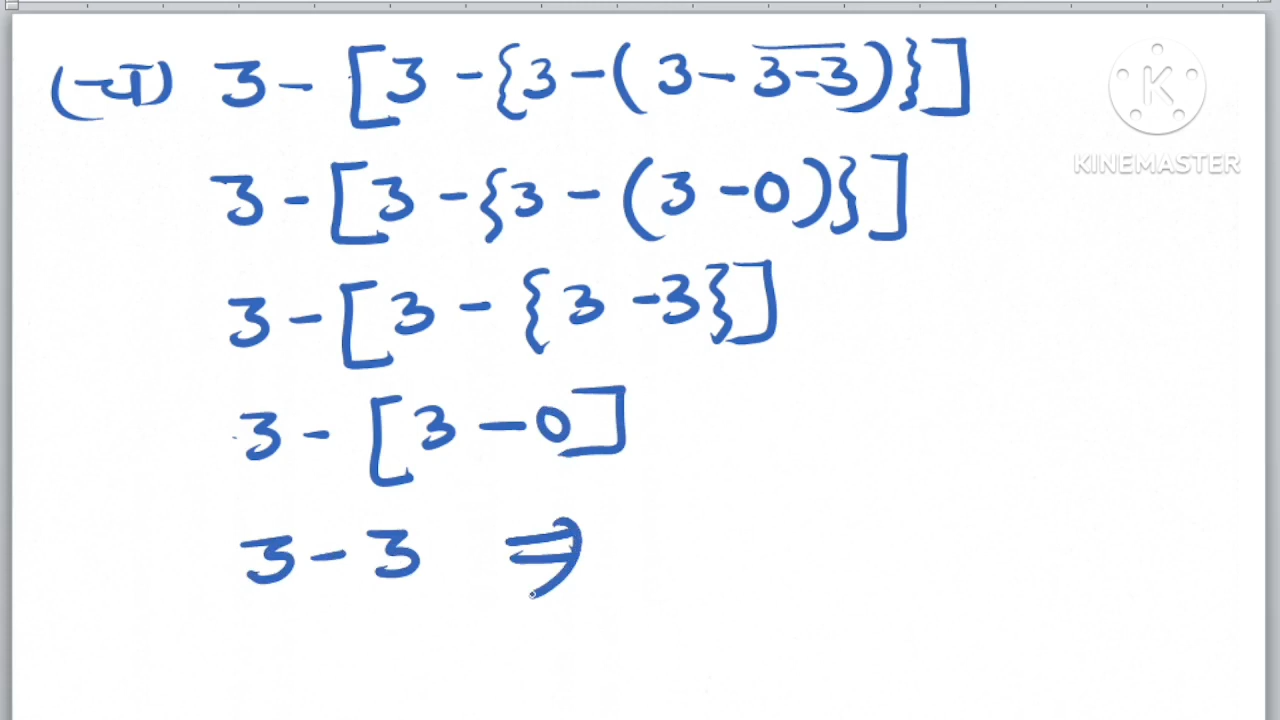 (च) 3 - [3 - {3 - (3 - 3̅-̅3̅)}]
KINEMASTER
3 - [3 - {3 - (3 - 0)}]
3 - [3 - {3 - 3}]
3 - [3 - 0]
3 - 3 ⇒